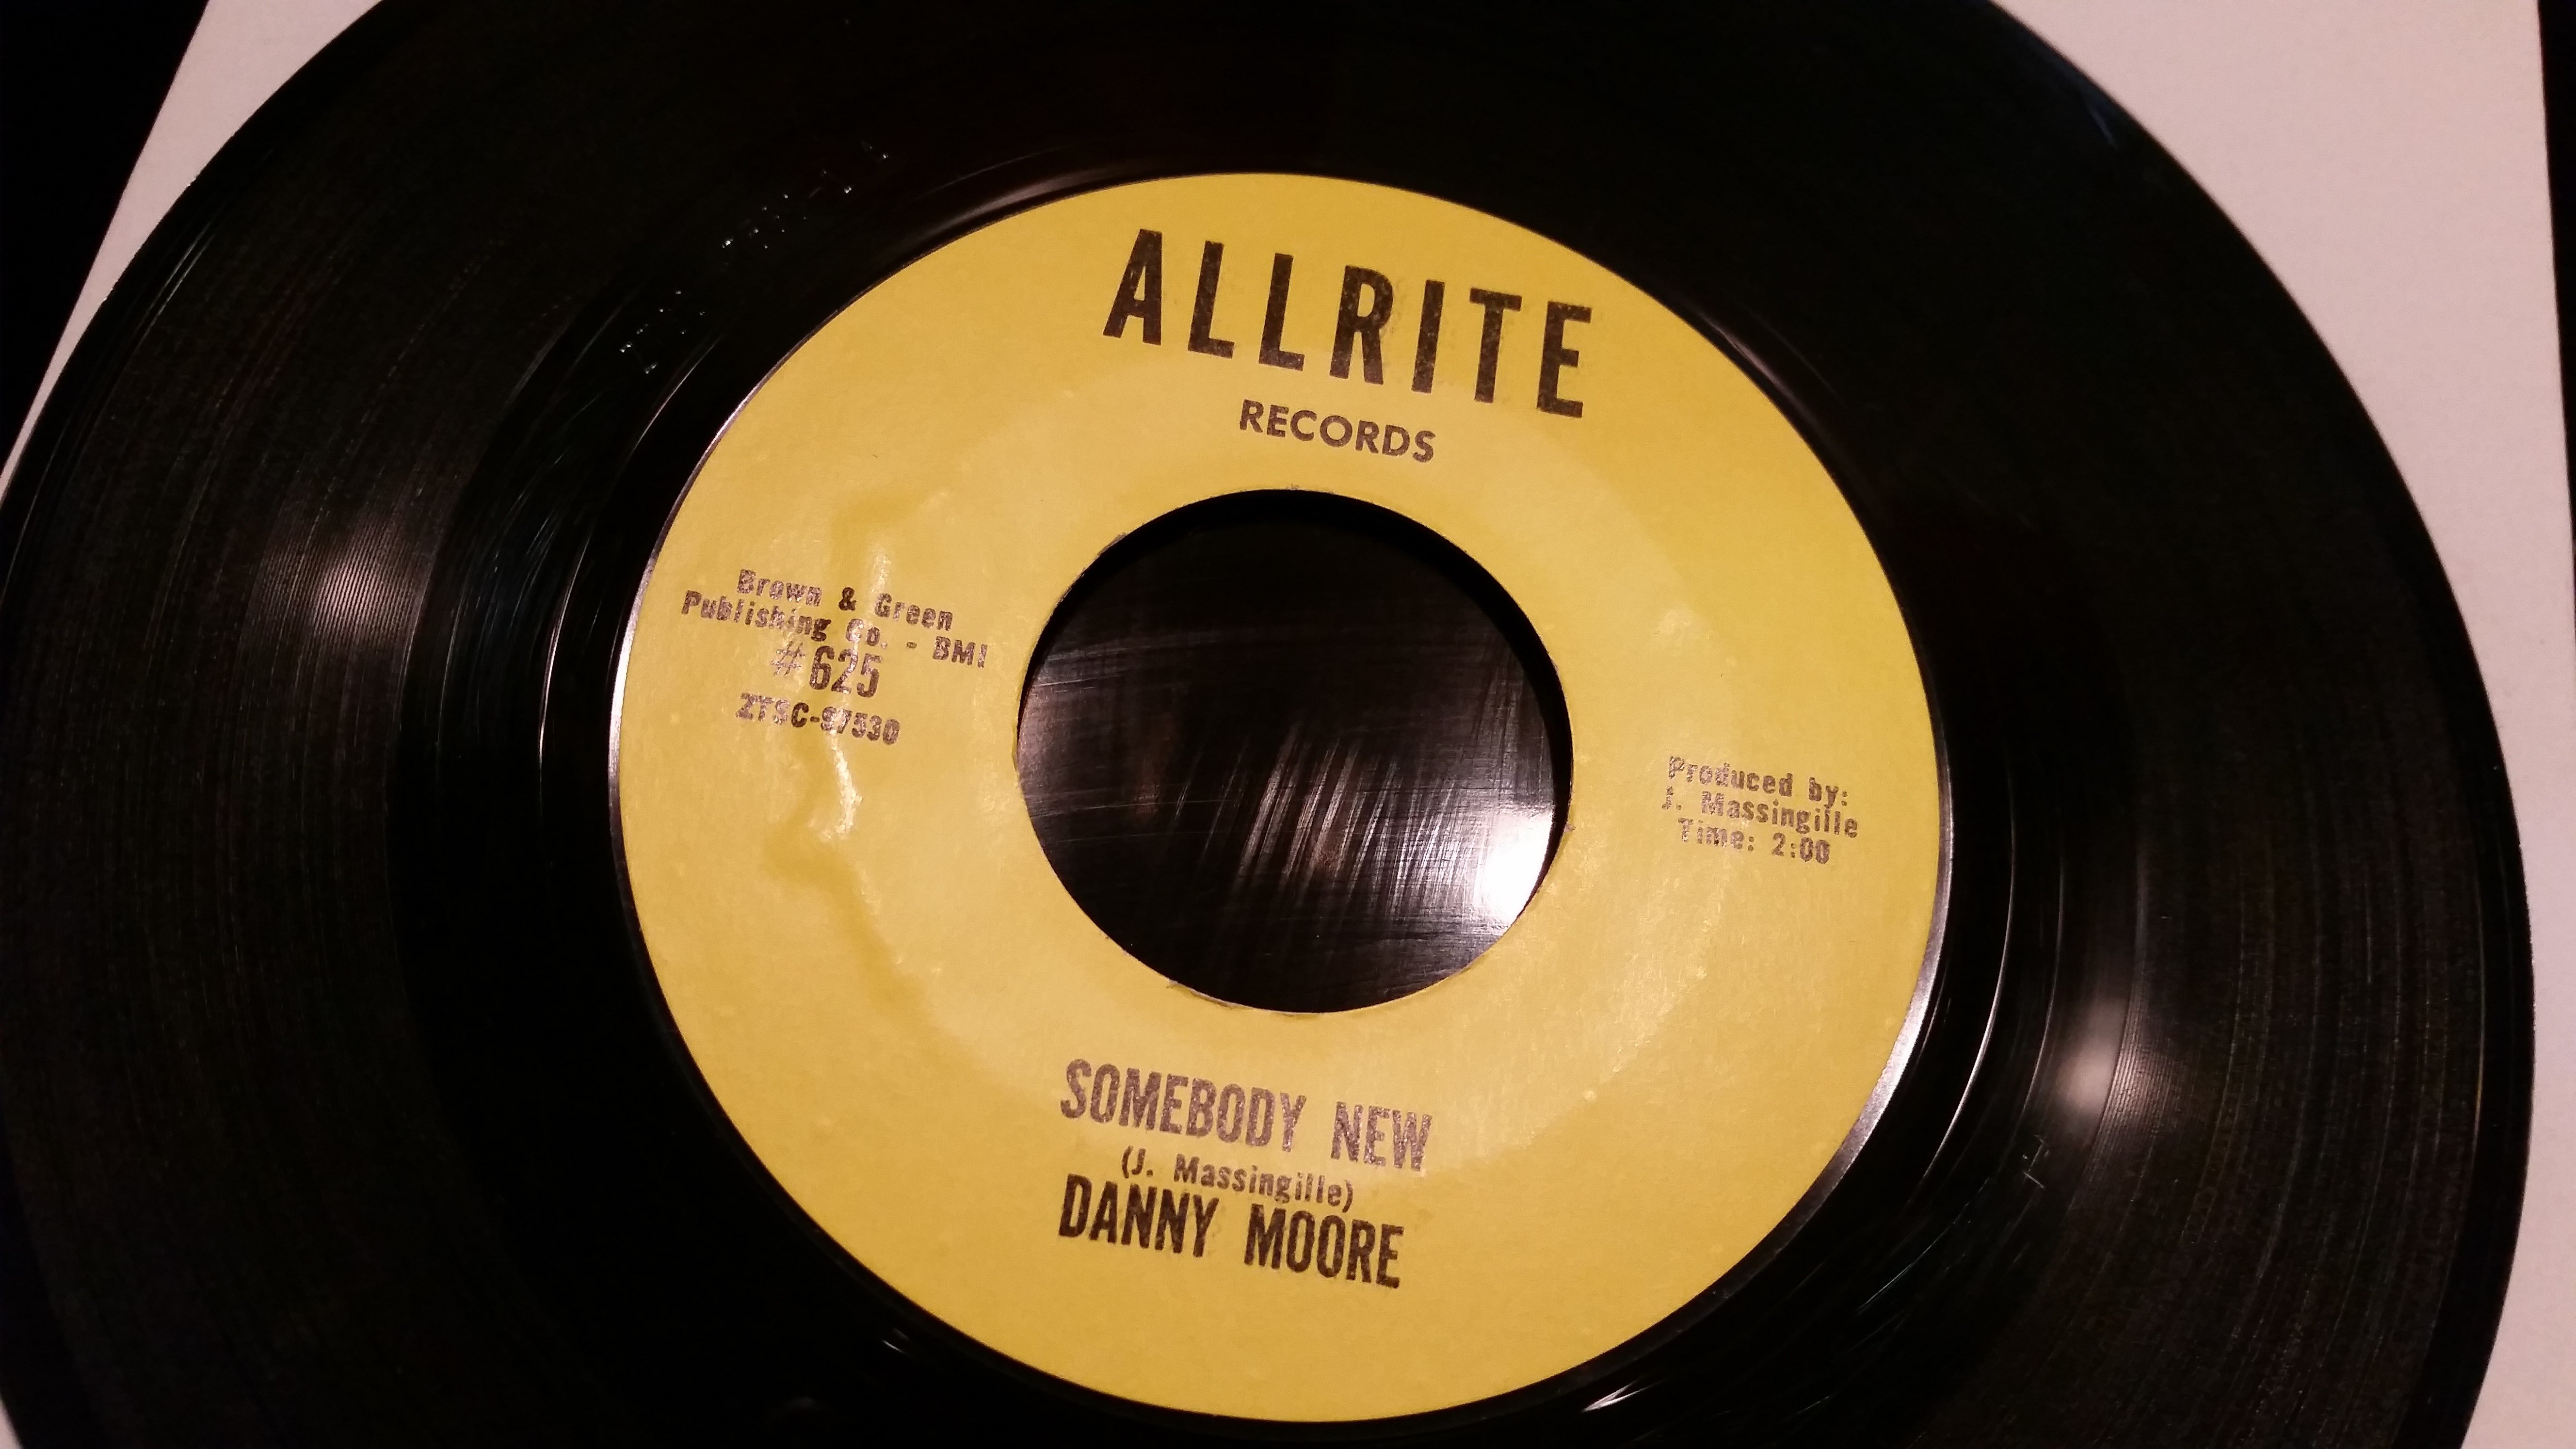 ALLRITE
RECORDS
Brown & Green
Publishing Co. - BMI
#625
ZTSC-97530
Produced by:
J. Massingille
Time: 2:00
SOMEBODY NEW
(J. Massingille)
DANNY MOORE